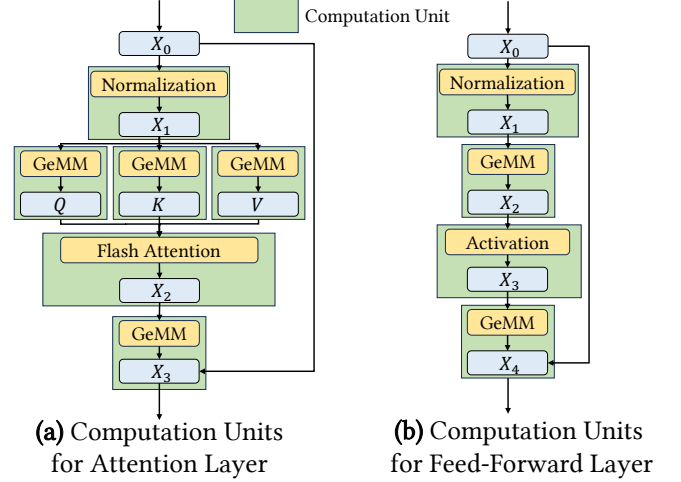 Computation Unit
X₀
Normalization
X₁
GeMM GeMM GeMM
Q K V
Flash Attention
X₂
GeMM
X₃
(a) Computation Units
for Attention Layer
X₀
Normalization
X₁
GeMM
X₂
Activation
X₃
GeMM
X₄
(b) Computation Units
for Feed-Forward Layer